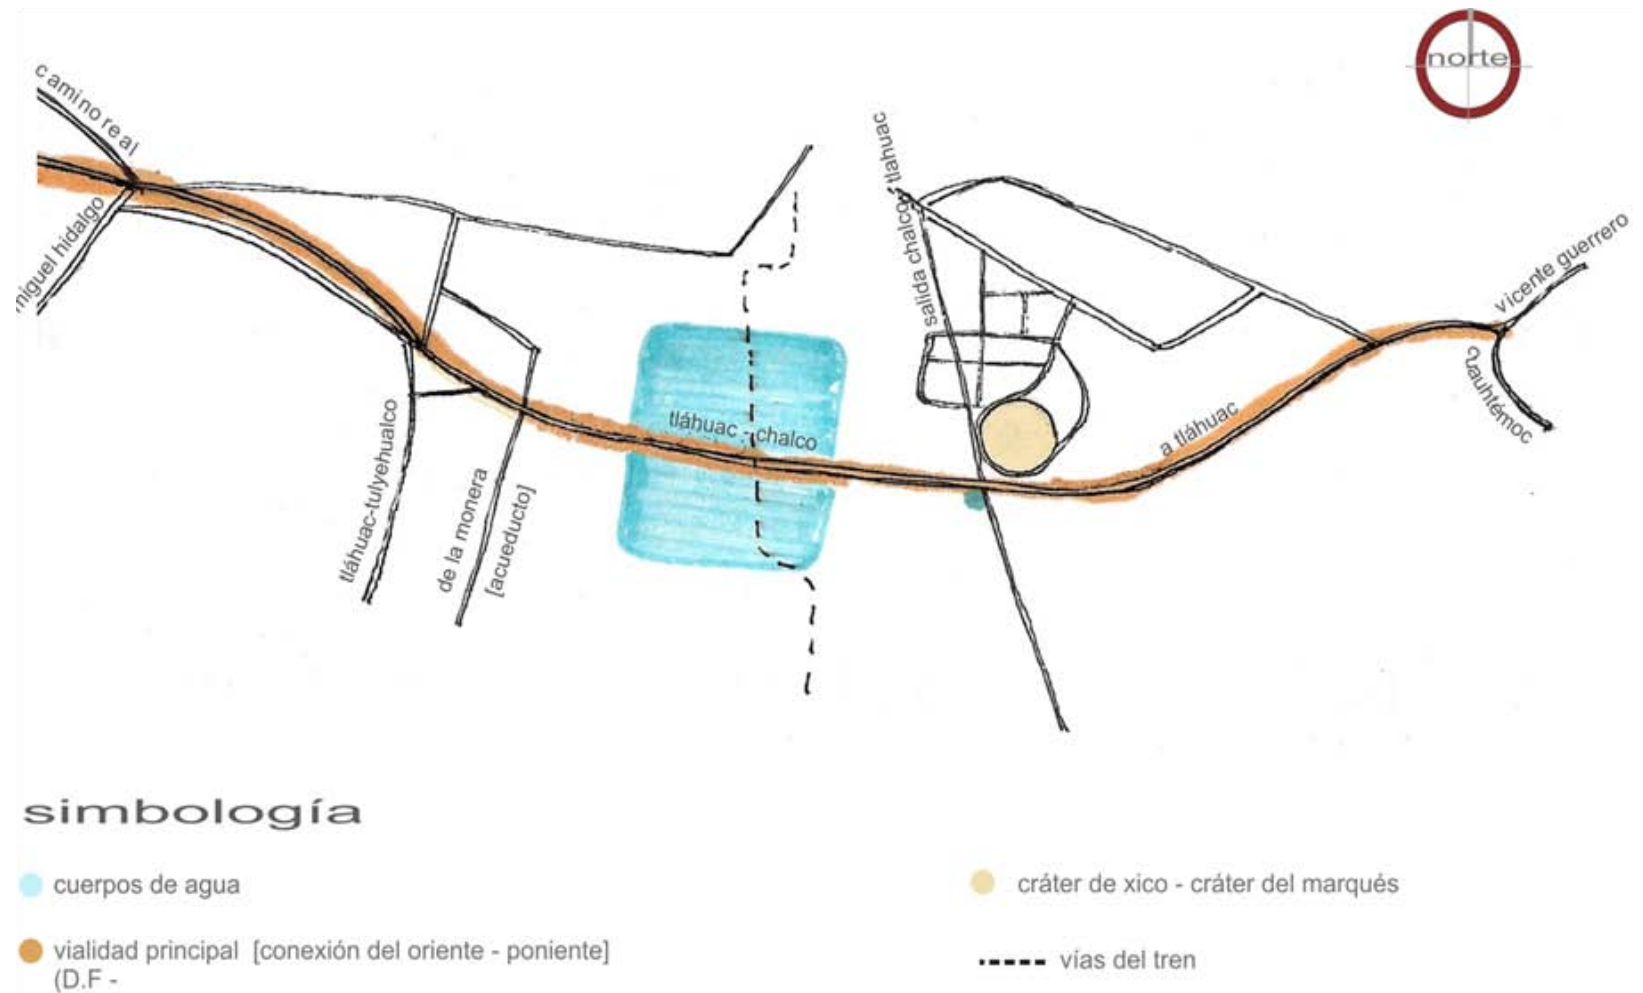 norte
camino real
miguel hidalgo
tláhuac-tulyehualco
de la monera
[acueducto]
tláhuac - chalco
salida chalco - tlahuac
a tláhuac
vicente guerrero
cuauhtémoc
simbología
cuerpos de agua
vialidad principal [conexión del oriente - poniente]
(D.F -
cráter de xico - cráter del marqués
vías del tren